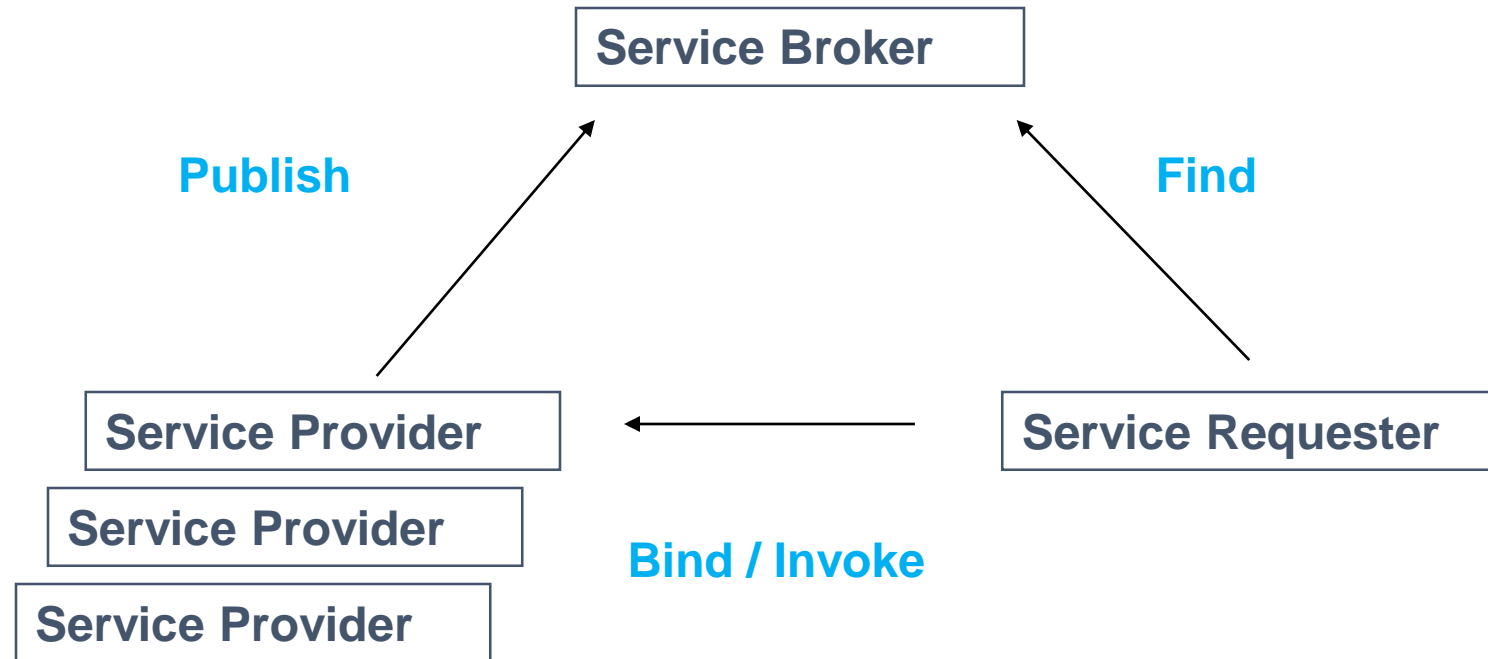 Service Broker
Publish
Find
Service Provider
Service Requester
Service Provider
Bind / Invoke
Service Provider